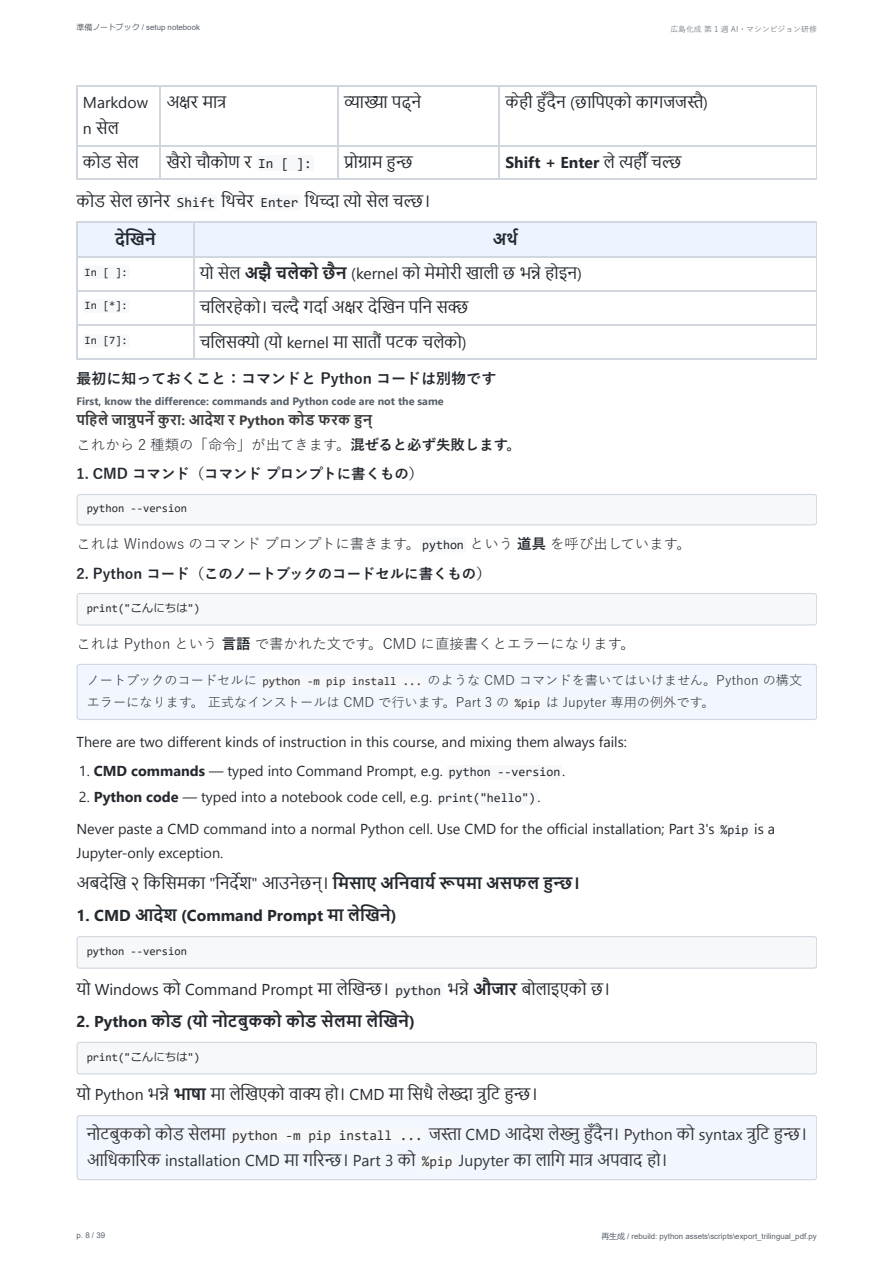 準備ノートブック / setup notebook
広島化成 第 1 週 AI・マシンビジョン研修
Markdow
n सेल
अक्षर मात्र
व्याख्या पढ्ने
केही हुँदैन (छापिएको कागजजस्तै)
कोड सेल
खैरो चौकोण र In [ ]:
प्रोग्राम हुन्छ
Shift + Enter ले त्यहीँ चल्छ
कोड सेल छानेर Shift थिचेर Enter थिच्दा त्यो सेल चल्छ।
देखिने
अर्थ
In [ ]:
यो सेल अझै चलेको छैन (kernel को मेमोरी खाली छ भन्ने होइन)
In [*]:
चलिरहेको। चल्दै गर्दा अक्षर देखिन पनि सक्छ
In [7]:
चलिसक्यो (यो kernel मा सातौं पटक चलेको)
最初に知っておくこと：コマンドと Python コードは別物です
First, know the difference: commands and Python code are not the same
पहिले जान्नुपर्ने कुरा: आदेश र Python कोड फरक हुन्
これから 2 種類の「命令」が出てきます。混ぜると必ず失敗します。
1. CMD コマンド（コマンド プロンプトに書くもの）
python --version
これは Windows のコマンド プロンプトに書きます。python という 道具 を呼び出しています。
2. Python コード（このノートブックのコードセルに書くもの）
print("こんにちは")
これは Python という 言語 で書かれた文です。CMD に直接書くとエラーになります。
ノートブックのコードセルに python -m pip install ... のような CMD コマンドを書いてはいけません。Python の構文
エラーになります。 正式なインストールは CMD で行います。Part 3 の %pip は Jupyter 専用の例外です。
There are two different kinds of instruction in this course, and mixing them always fails:
1. CMD commands — typed into Command Prompt, e.g. python --version.
2. Python code — typed into a notebook code cell, e.g. print("hello").
Never paste a CMD command into a normal Python cell. Use CMD for the official installation; Part 3's %pip is a
Jupyter-only exception.
अबदेखि २ किसिमका "निर्देश" आउनेछन्। मिसाए अनिवार्य रूपमा असफल हुन्छ।
1. CMD आदेश (Command Prompt मा लेखिने)
python --version
यो Windows को Command Prompt मा लेखिन्छ। python भन्ने औजार बोलाइएको छ।
2. Python कोड (यो नोटबुकको कोड सेलमा लेखिने)
print("こんにちは")
यो Python भन्ने भाषा मा लेखिएको वाक्य हो। CMD मा सिधै लेख्दा त्रुटि हुन्छ।
नोटबुकको कोड सेलमा python -m pip install ... जस्ता CMD आदेश लेख्नु हुँदैन। Python को syntax त्रुटि हुन्छ।
आधिकारिक installation CMD मा गरिन्छ। Part 3 को %pip Jupyter का लागि मात्र अपवाद हो।
p. 8 / 39
再生成 / rebuild: python assets\scripts\export_trilingual_pdf.py